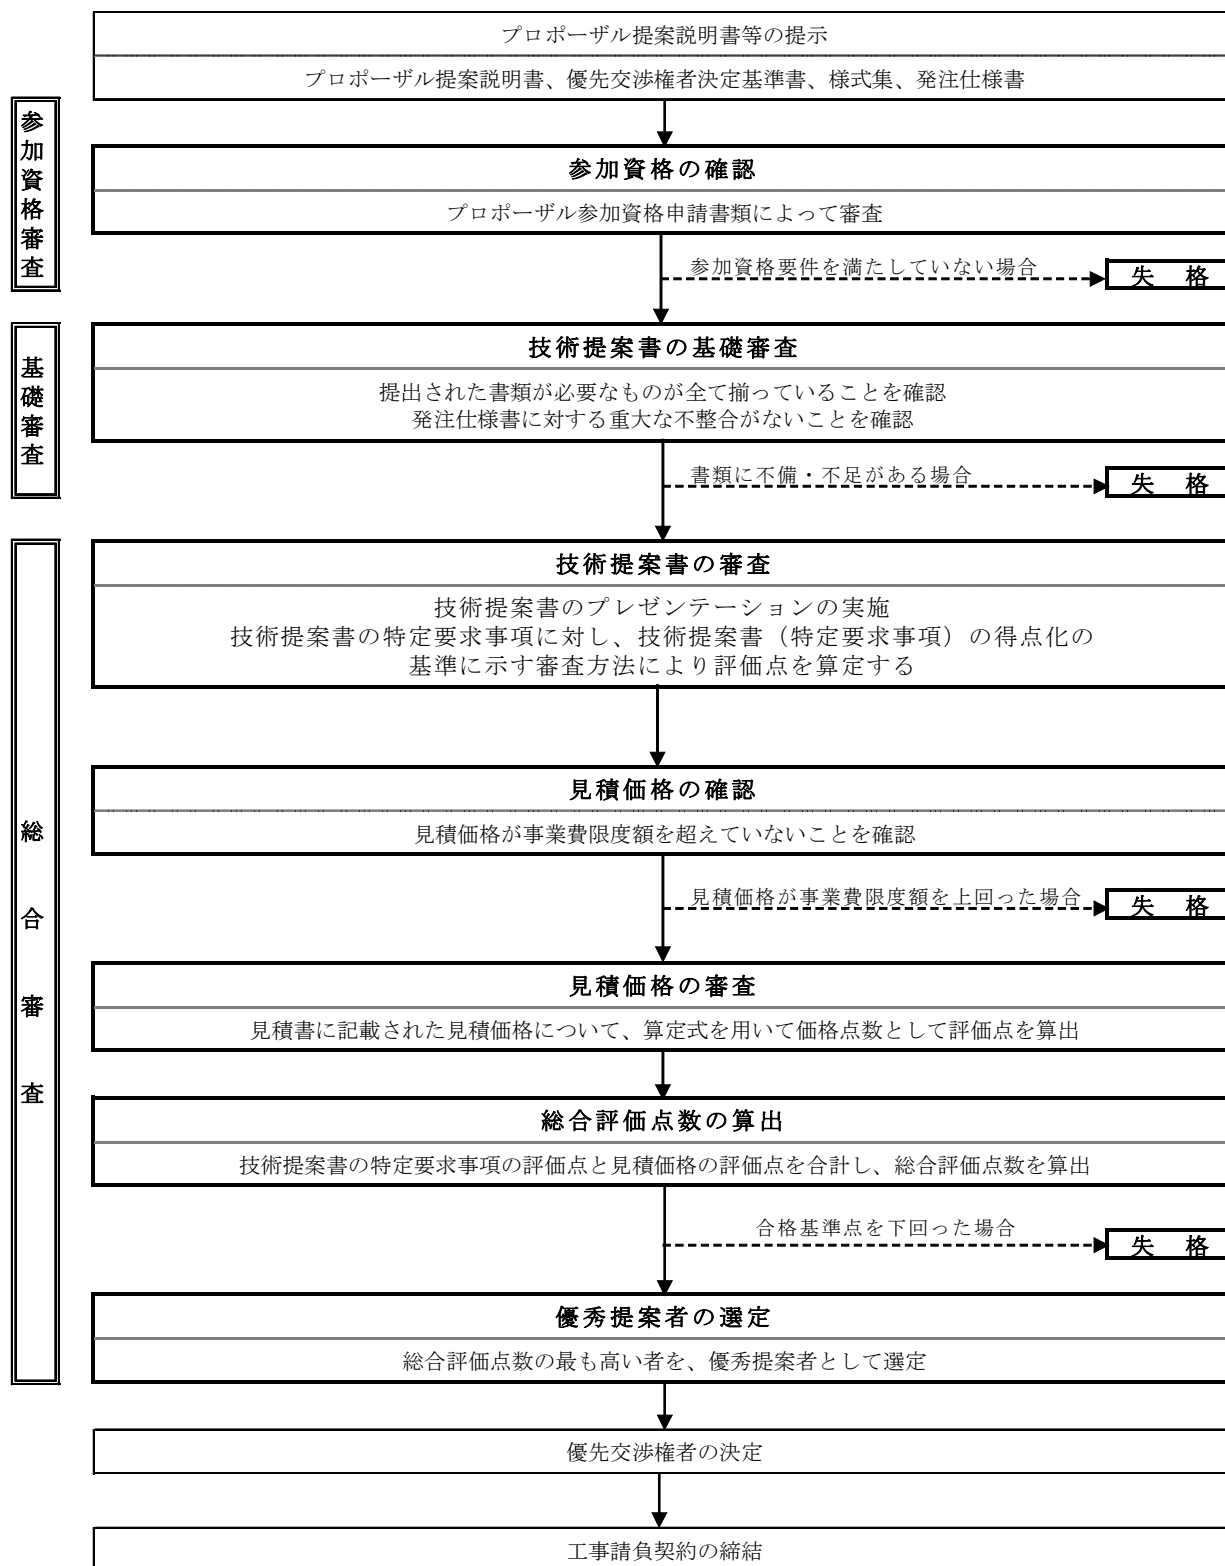 プロポーザル提案説明書等の提示
プロポーザル提案説明書、優先交渉権者決定基準書、様式集、発注仕様書
参加資格審査
参加資格の確認
プロポーザル参加資格申請書類によって審査
参加資格要件を満たしていない場合
失 格
基礎審査
技術提案書の基礎審査
提出された書類が必要なものが全て揃っていることを確認
発注仕様書に対する重大な不整合がないことを確認
書類に不備・不足がある場合
失 格
総合審査
技術提案書の審査
技術提案書のプレゼンテーションの実施
技術提案書の特定要求事項に対し、技術提案書（特定要求事項）の得点化の
基準に示す審査方法により評価点を算定する
見積価格の確認
見積価格が事業費限度額を超えていないことを確認
見積価格が事業費限度額を上回った場合
失 格
見積価格の審査
見積書に記載された見積価格について、算定式を用いて価格点数として評価点を算出
総合評価点数の算出
技術提案書の特定要求事項の評価点と見積価格の評価点を合計し、総合評価点数を算出
合格基準点を下回った場合
失 格
優秀提案者の選定
総合評価点数の最も高い者を、優秀提案者として選定
優先交渉権者の決定
工事請負契約の締結